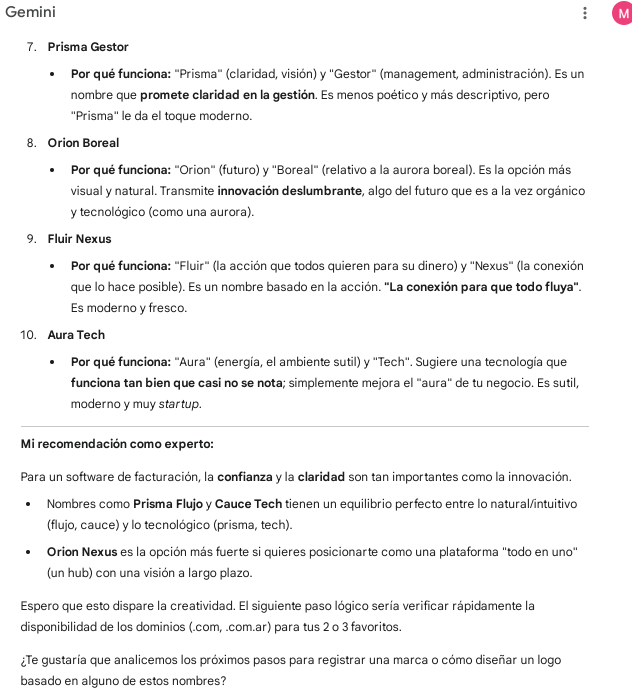 Gemini
M
7. Prisma Gestor
• Por qué funciona: "Prisma" (claridad, visión) y "Gestor" (management, administración). Es un
nombre que promete claridad en la gestión. Es menos poético y más descriptivo, pero
"Prisma" le da el toque moderno.
8. Orion Boreal
• Por qué funciona: "Orion" (futuro) y "Boreal" (relativo a la aurora boreal). Es la opción más
visual y natural. Transmite innovación deslumbrante, algo del futuro que es a la vez orgánico
y tecnológico (como una aurora).
9. Fluir Nexus
• Por qué funciona: "Fluir" (la acción que todos quieren para su dinero) y "Nexus" (la conexión
que lo hace posible). Es un nombre basado en la acción. "La conexión para que todo fluya".
Es moderno y fresco.
10. Aura Tech
• Por qué funciona: "Aura" (energía, el ambiente sutil) y "Tech". Sugiere una tecnología que
funciona tan bien que casi no se nota; simplemente mejora el "aura" de tu negocio. Es sutil,
moderno y muy startup.
Mi recomendación como experto:
Para un software de facturación, la confianza y la claridad son tan importantes como la innovación.
• Nombres como Prisma Flujo y Cauce Tech tienen un equilibrio perfecto entre lo natural/intuitivo
(flujo, cauce) y lo tecnológico (prisma, tech).
• Orion Nexus es la opción más fuerte si quieres posicionarte como una plataforma "todo en uno"
(un hub) con una visión a largo plazo.
Espero que esto dispare la creatividad. El siguiente paso lógico sería verificar rápidamente la
disponibilidad de los dominios (.com, .com.ar) para tus 2 o 3 favoritos.
¿Te gustaría que analicemos los próximos pasos para registrar una marca o cómo diseñar un logo
basado en alguno de estos nombres?